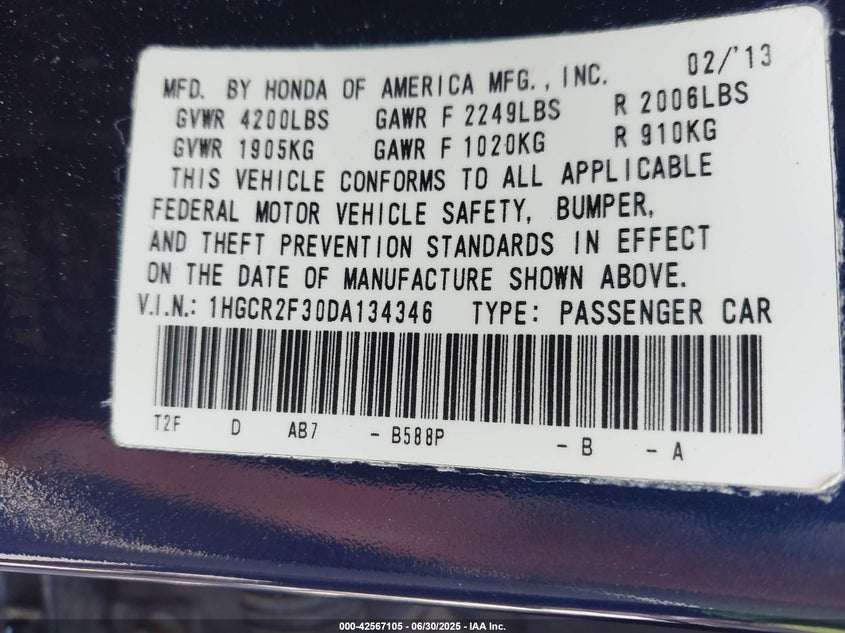 MFD. BY HONDA OF AMERICA MFG., INC. 02/'13
GVWR 4200LBS GAWR F 2249LBS R 2006LBS
GVWR 1905KG GAWR F 1020KG R 910KG
THIS VEHICLE CONFORMS TO ALL APPLICABLE
FEDERAL MOTOR VEHICLE SAFETY, BUMPER,
AND THEFT PREVENTION STANDARDS IN EFFECT
ON THE DATE OF MANUFACTURE SHOWN ABOVE.
V.I.N.: 1HGCR2F30DA134346 TYPE: PASSENGER CAR
T2F D AB7 - B588P - B - A
000-42567105 - 06/30/2025 - IAA Inc.